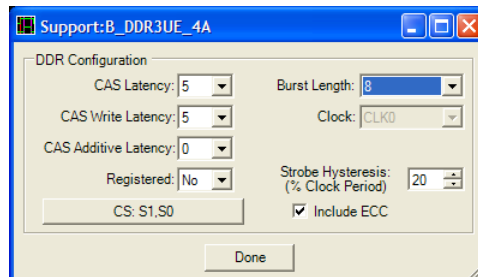 Support:B_DDR3UE_4A
DDR Configuration
CAS Latency: 5
Burst Length: 8
CAS Write Latency: 5
Clock: CLK0
CAS Additive Latency: 0
Registered: No
Strobe Hysteresis:
(% Clock Period) 20
CS: S1,S0
Include ECC
Done